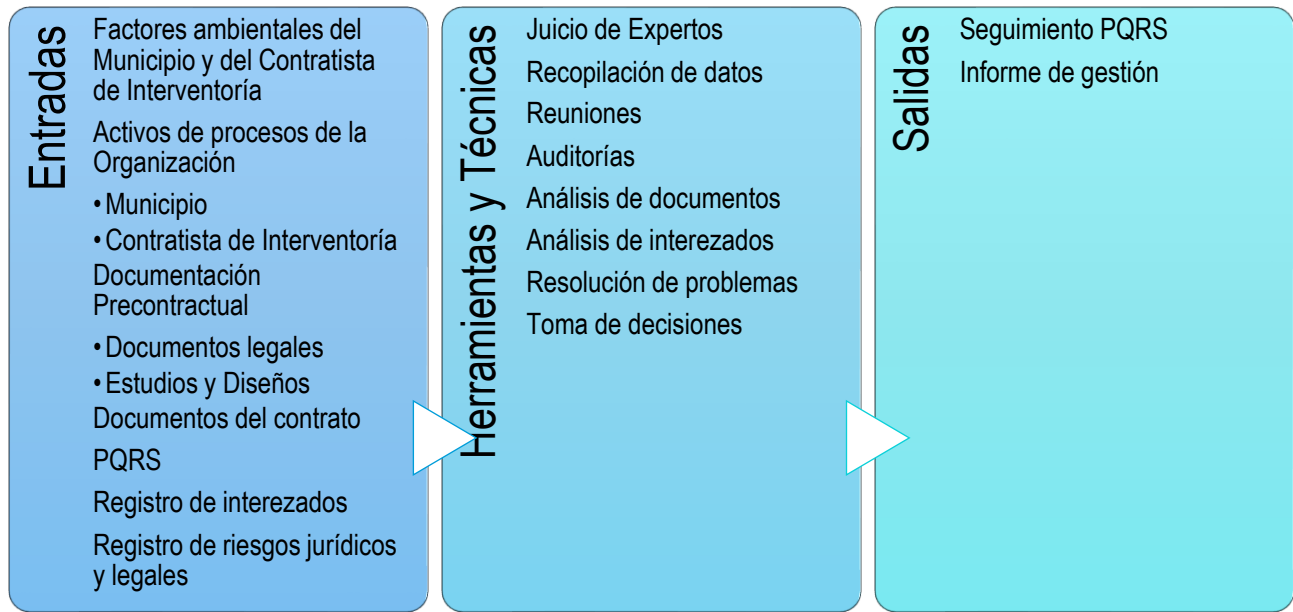 Entradas
Factores ambientales del
Municipio y del Contratista
de Interventoría
Activos de procesos de la
Organización
• Municipio
• Contratista de Interventoría
Documentación
Precontractual
• Documentos legales
• Estudios y Diseños
Documentos del contrato
PQRS
Registro de interezados
Registro de riesgos jurídicos
y legales
Herramientas y Técnicas
Juicio de Expertos
Recopilación de datos
Reuniones
Auditorías
Análisis de documentos
Análisis de interezados
Resolución de problemas
Toma de decisiones
Salidas
Seguimiento PQRS
Informe de gestión